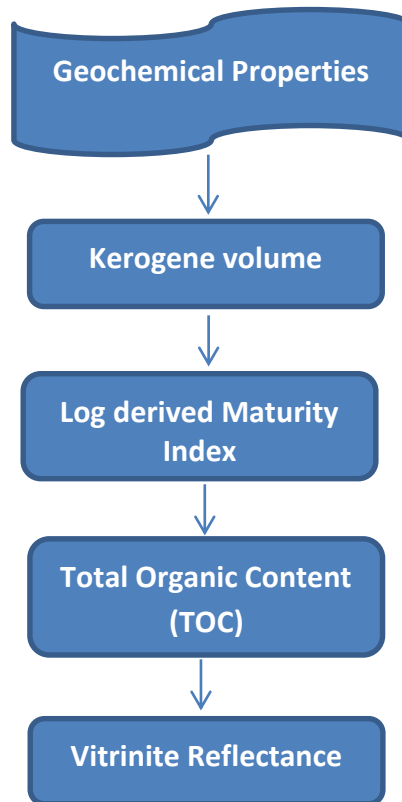 Geochemical Properties
Kerogene volume
Log derived Maturity
Index
Total Organic Content
(TOC)
Vitrinite Reflectance